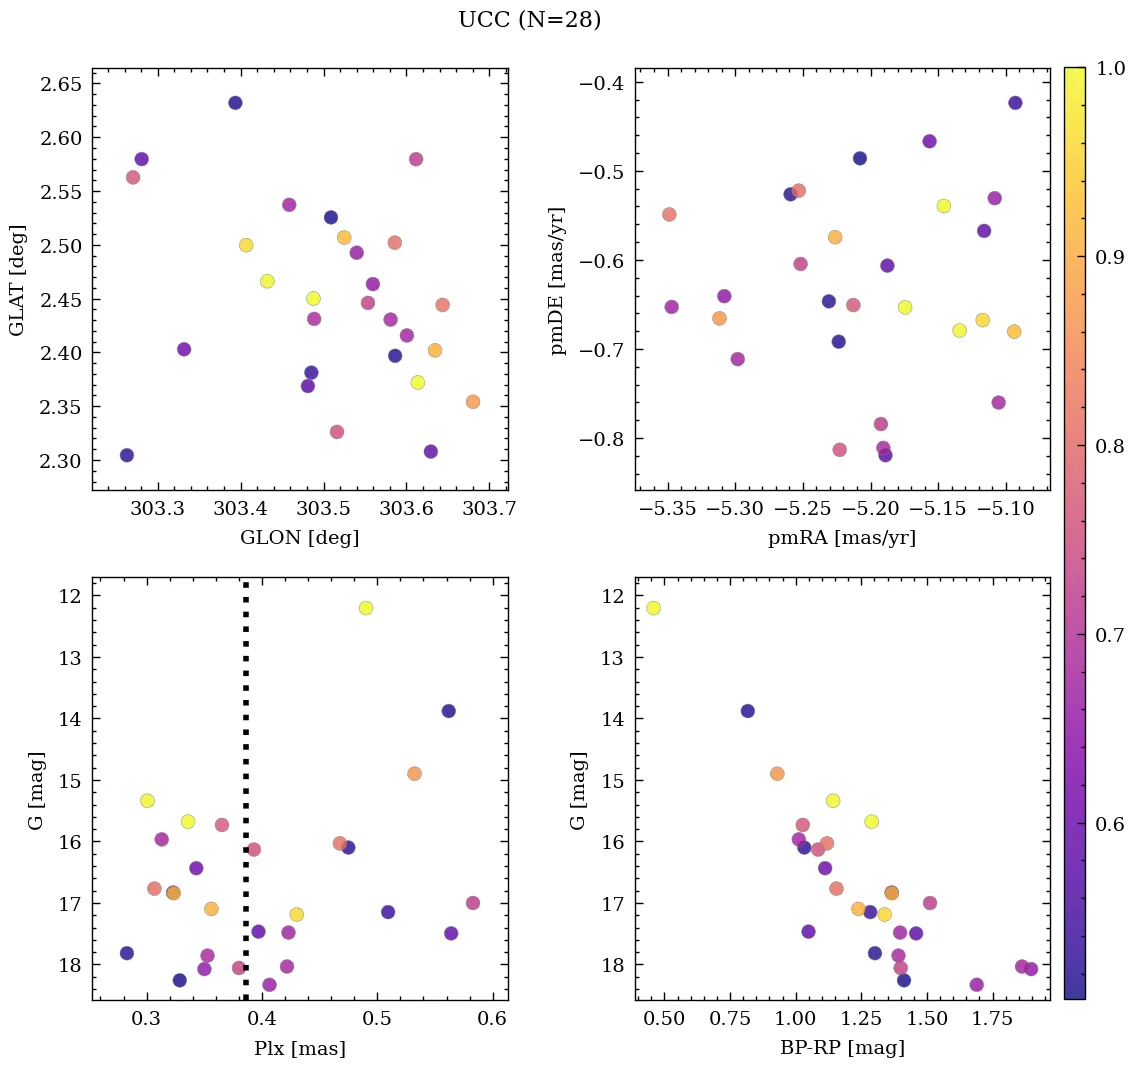 UCC (N=28)
2.65
2.60
2.55
2.50
2.45
2.40
2.35
2.30
GLAT [deg]
303.3 303.4 303.5 303.6 303.7
GLON [deg]
−0.4
−0.5
−0.6
−0.7
−0.8
pmDE [mas/yr]
−5.35 −5.30 −5.25 −5.20 −5.15 −5.10
pmRA [mas/yr]
12
13
14
15
16
17
18
G [mag]
0.3 0.4 0.5 0.6
Plx [mas]
12
13
14
15
16
17
18
G [mag]
0.50 0.75 1.00 1.25 1.50 1.75
BP-RP [mag]
1.0
0.9
0.8
0.7
0.6